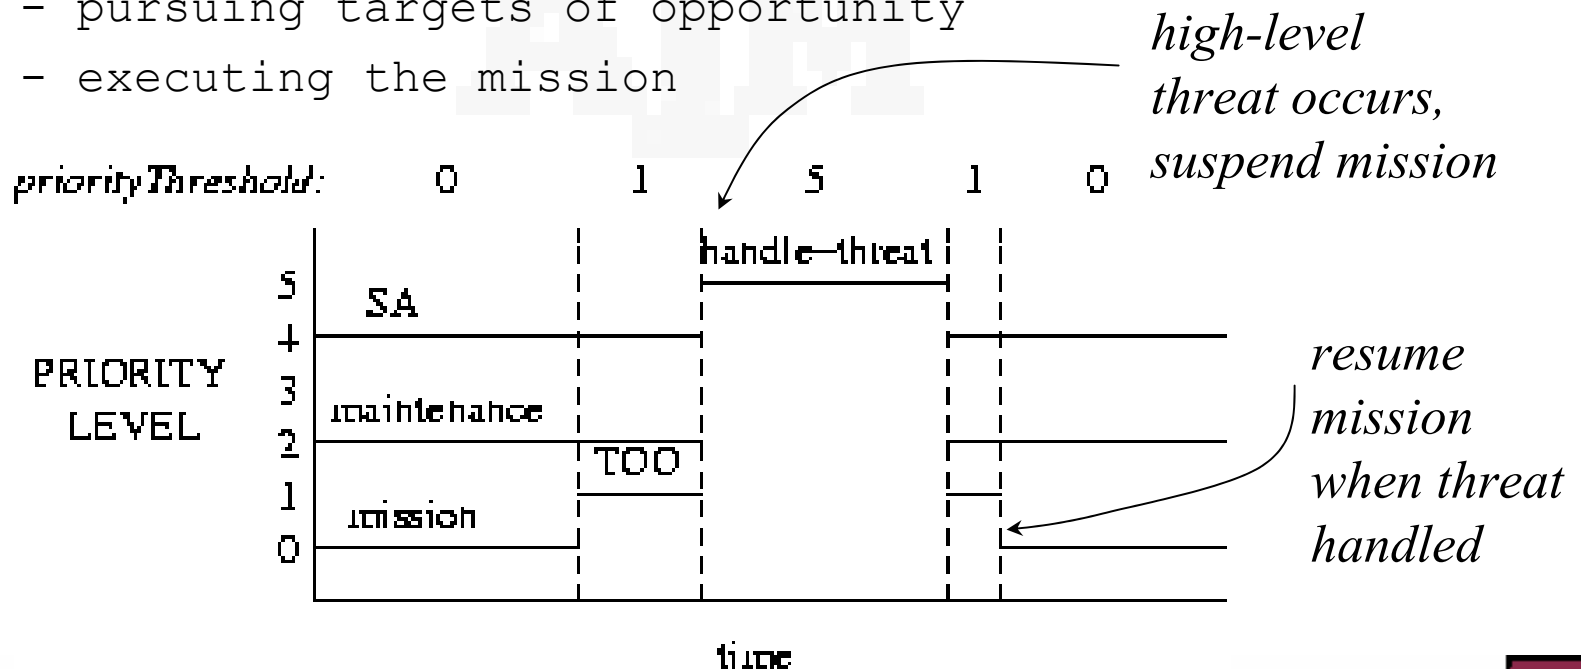 - pursuing targets of opportunity
- executing the mission
high-level
threat occurs,
suspend mission
priorityThreshold: 0 1 5 1 0
handle-threat
5
SA
4
PRIORITY
LEVEL
3
maintenance
2
TOO
1
mission
0
resume
mission
when threat
handled
time